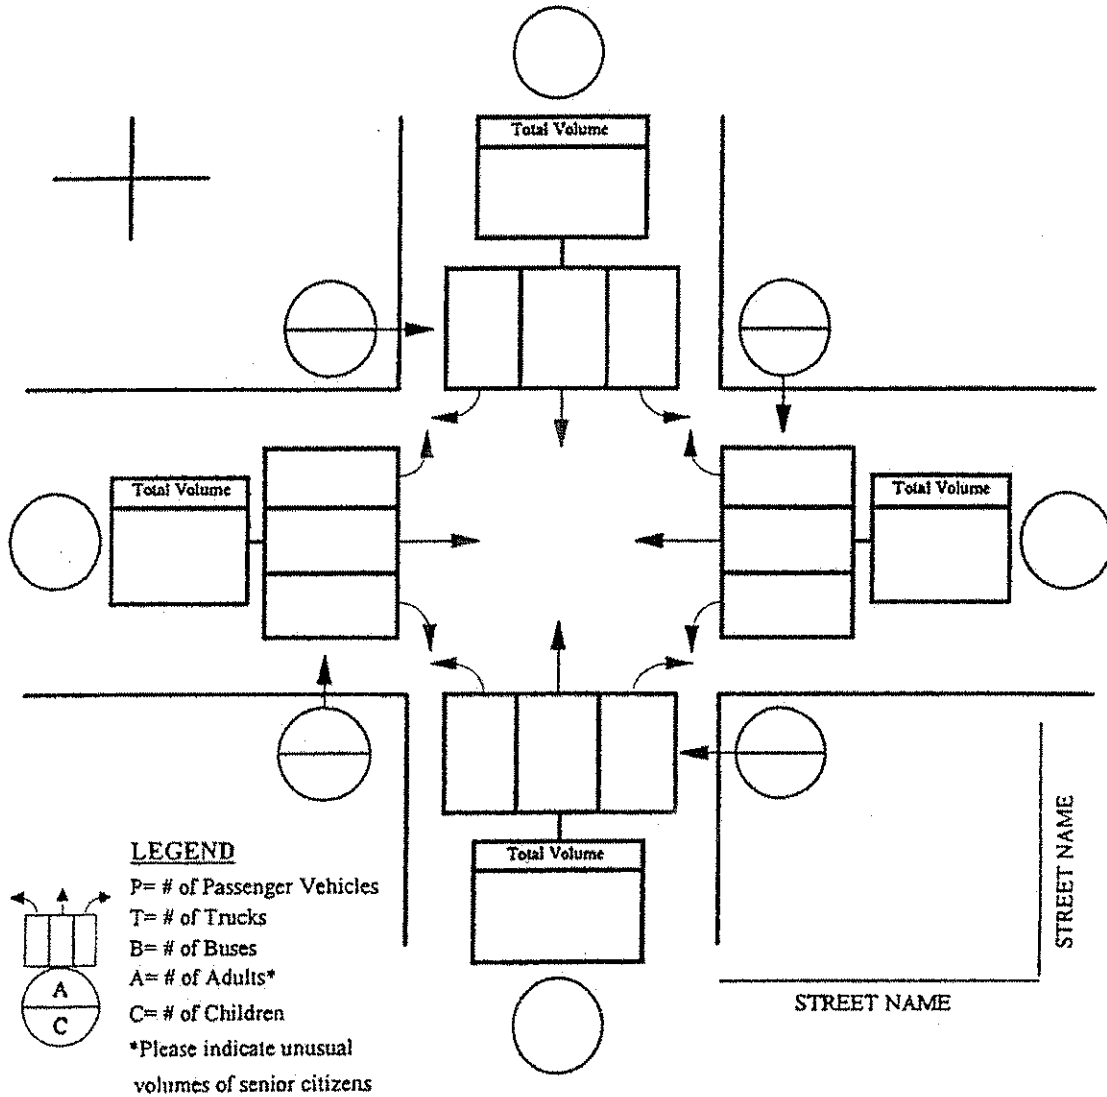 Total Volume
Total Volume
Total Volume
Total Volume
LEGEND
P= # of Passenger Vehicles
T= # of Trucks
B= # of Buses
A
A= # of Adults*
C
C= # of Children
*Please indicate unusual
volumes of senior citizens
STREET NAME
STREET NAME